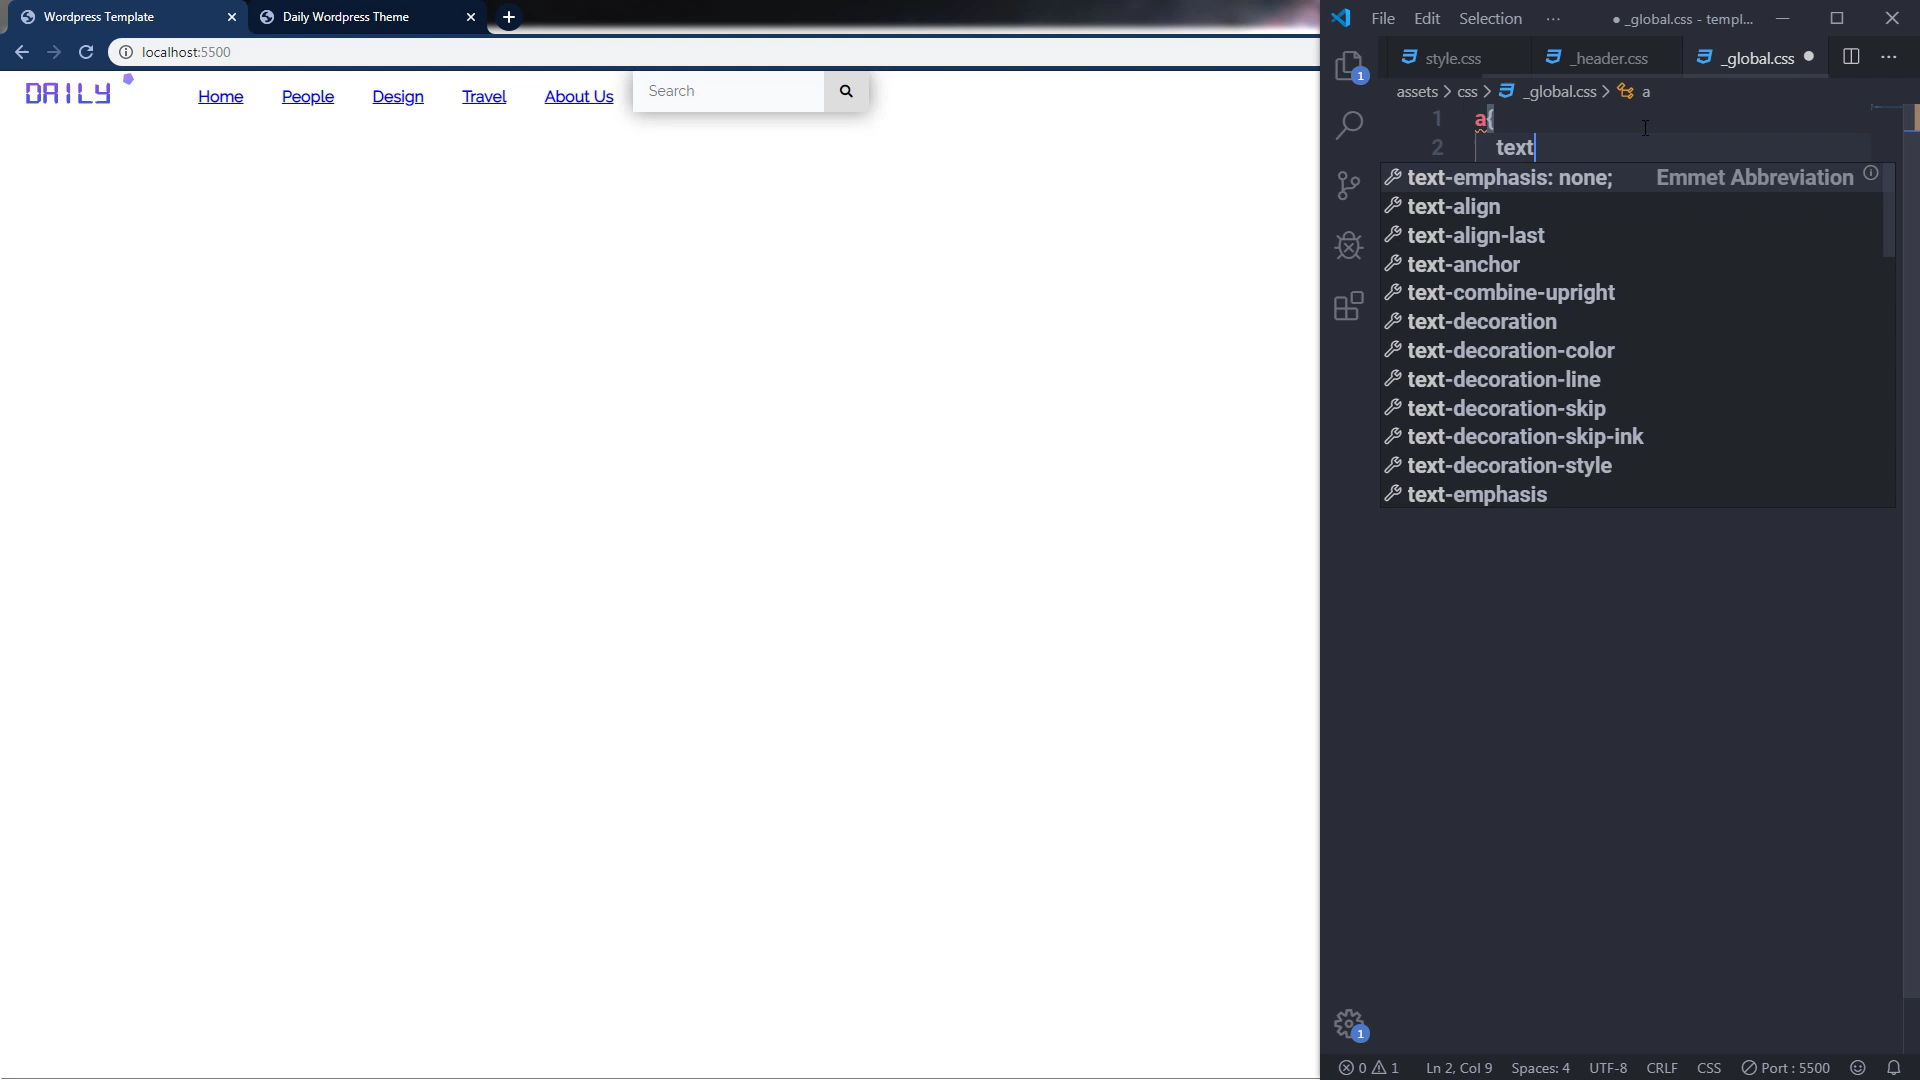 Wordpress Template
Daily Wordpress Theme
localhost:5500
DAILY
Home People Design Travel About Us
Search
File Edit Selection ···
● _global.css - templ...
style.css _header.css _global.css
assets > css > _global.css > a
1 a{
2 text
text-emphasis: none; Emmet Abbreviation
text-align
text-align-last
text-anchor
text-combine-upright
text-decoration
text-decoration-color
text-decoration-line
text-decoration-skip
text-decoration-skip-ink
text-decoration-style
text-emphasis
1
1
0 1 Ln 2, Col 9 Spaces: 4 UTF-8 CRLF CSS Port : 5500